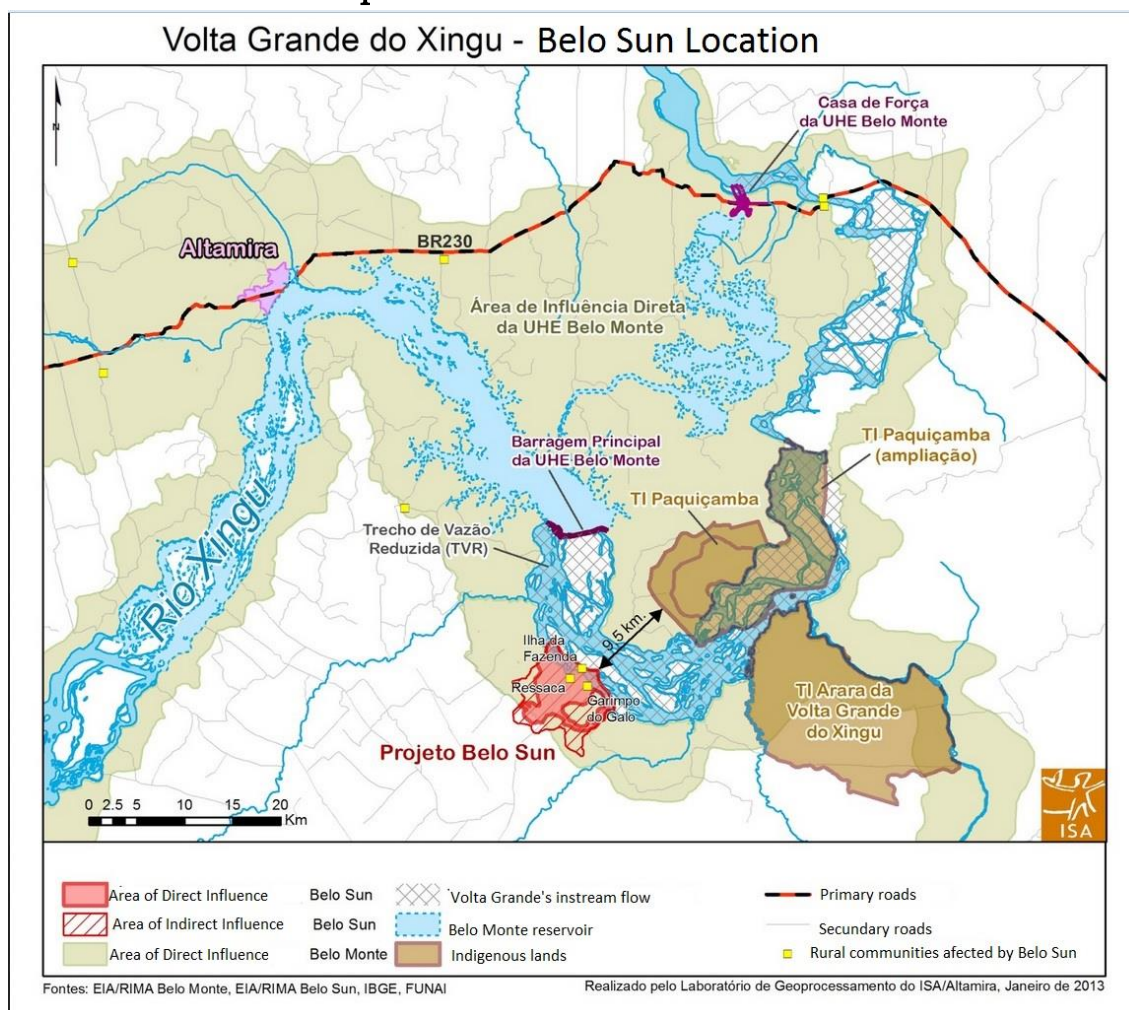 Volta Grande do Xingu - Belo Sun Location
N
Casa de Força
da UHE Belo Monte
Altamira
BR230
Área de Influência Direta
da UHE Belo Monte
TI Paquiçamba
(ampliação)
Barragem Principal
da UHE Belo Monte
TI Paquiçamba
Trecho de Vazão
Reduzida (TVR)
Rio Xingu
9,5 km.
Ilha da
Fazenda
Ressaca
Garimpo
do Galo
TI Arara da
Volta Grande
do Xingu
Projeto Belo Sun
0 2.5 5 10 15 20
Km
ISA
Area of Direct Influence Belo Sun
Area of Indirect Influence Belo Sun
Area of Direct Influence Belo Monte
Volta Grande's instream flow
Belo Monte reservoir
Indigenous lands
Primary roads
Secundary roads
Rural communities afected by Belo Sun
Fontes: EIA/RIMA Belo Monte, EIA/RIMA Belo Sun, IBGE, FUNAI
Realizado pelo Laboratório de Geoprocessamento do ISA/Altamira, Janeiro de 2013